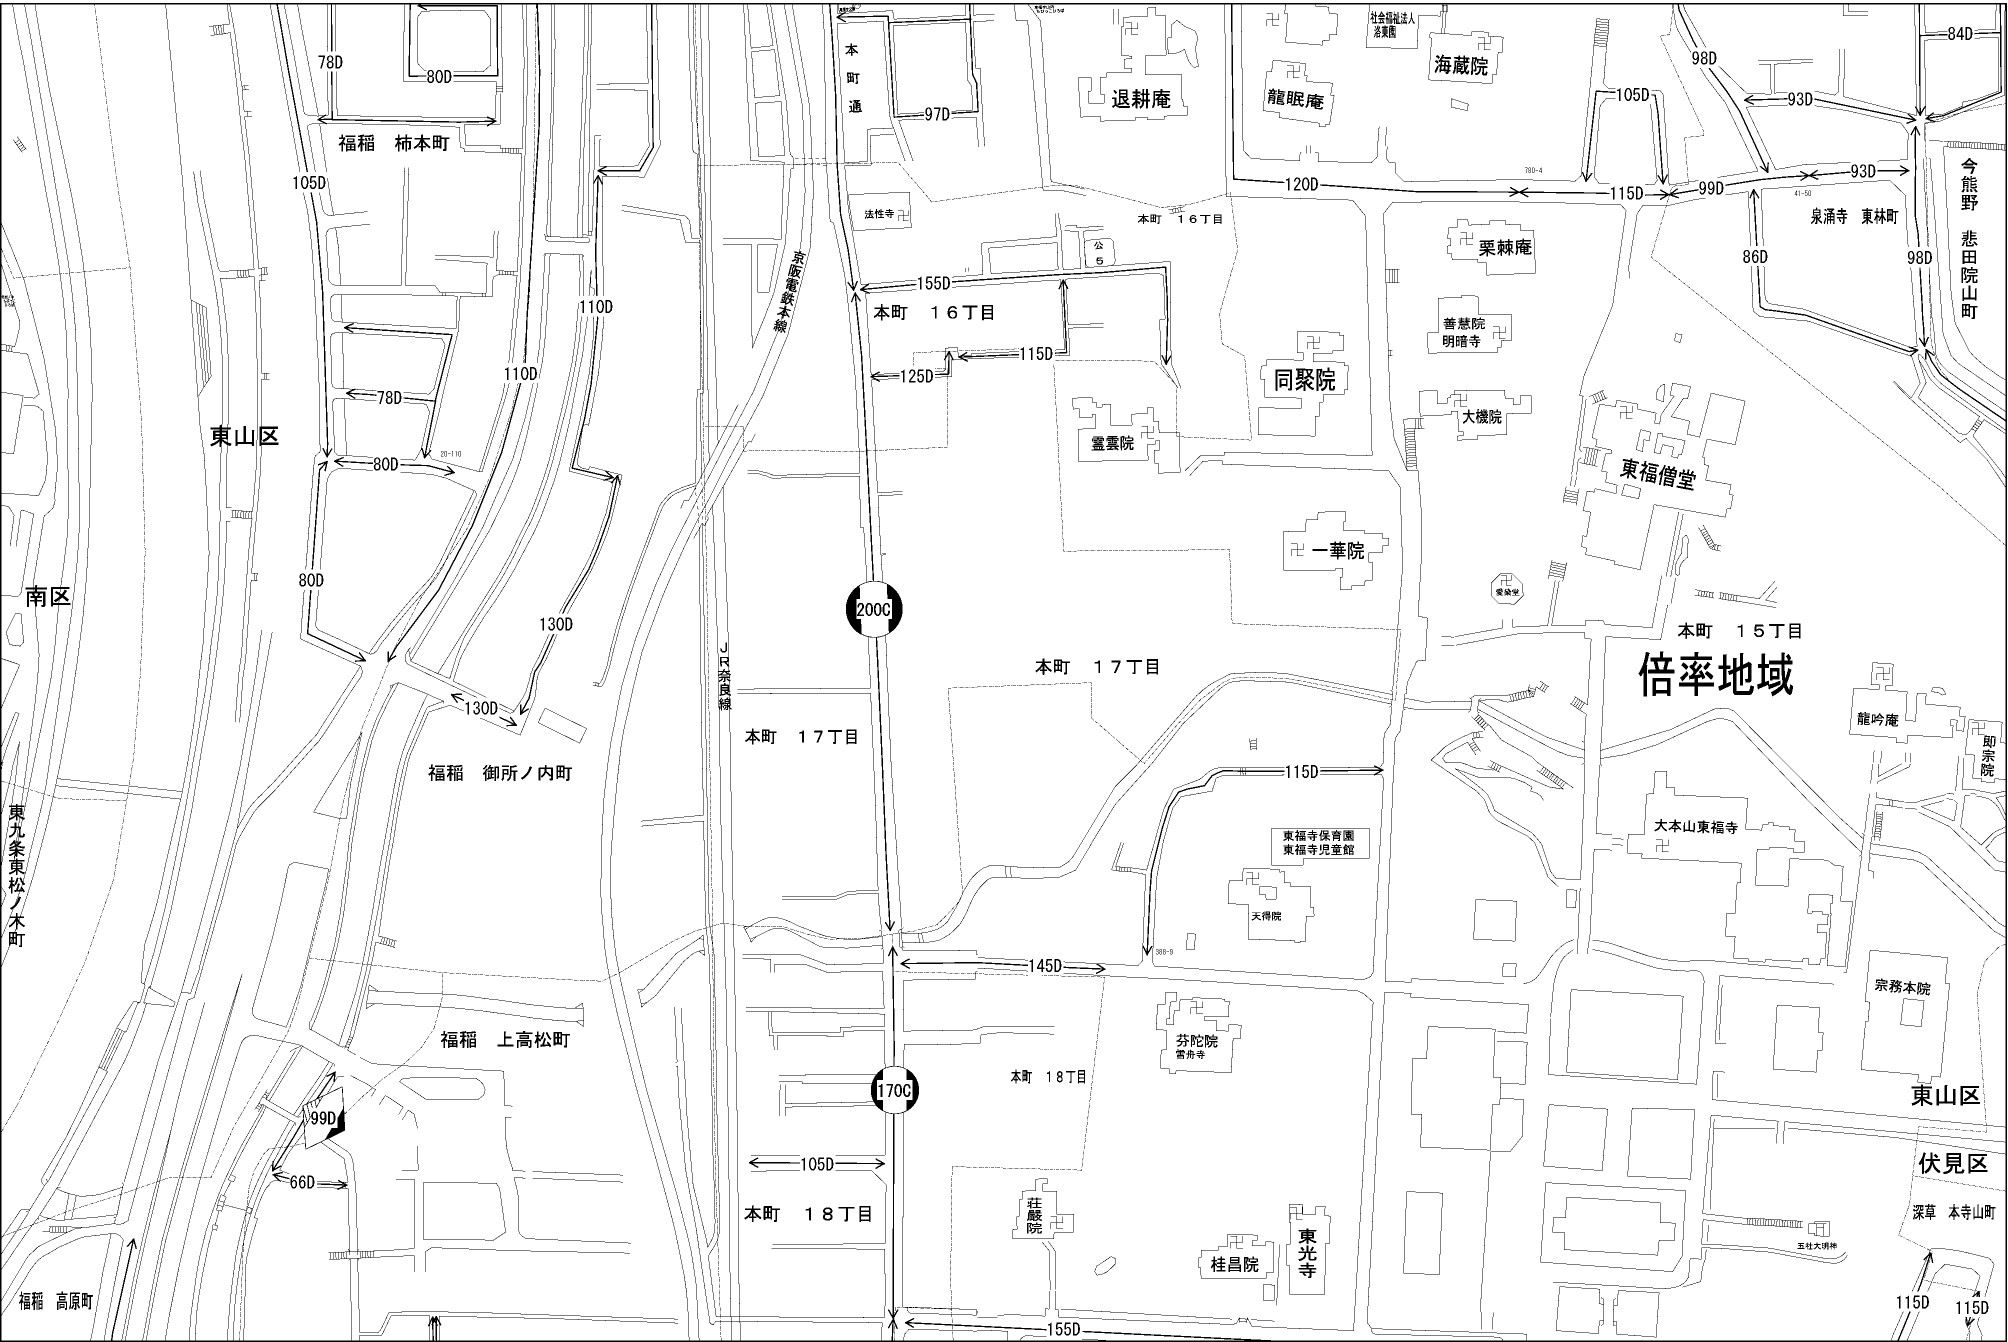 本町通
社会福祉法人
洛東園
海蔵院
龍眠庵
退耕庵
78D
80D
97D
98D
105D
93D
84D
福稲 柿本町
105D
法性寺
本町 16丁目
790-4
120D
115D
99D
93D
41-50
泉涌寺 東林町
今熊野 悲田院山町
栗棘庵
86D
98D
公
5
155D
京阪電鉄本線
110D
本町 16丁目
善慧院
明暗寺
115D
125D
110D
同聚院
78D
大機院
東山区
霊雲院
20-110
80D
東福僧堂
一華院
80D
南区
200C
愛染堂
130D
本町 15丁目
倍率地域
本町 17丁目
JR奈良線
130D
龍吟庵
本町 17丁目
即宗院
福稲 御所ノ内町
115D
東九条東松ノ木町
東福寺保育園
東福寺児童館
大本山東福寺
天得院
388-9
145D
宗務本院
福稲 上高松町
芬陀院
雪舟寺
本町 18丁目
170C
東山区
99D
105D
伏見区
66D
荘厳院
本町 18丁目
深草 本寺山町
東光寺
桂昌院
五社大明神
福稲 高原町
115D
115D
155D